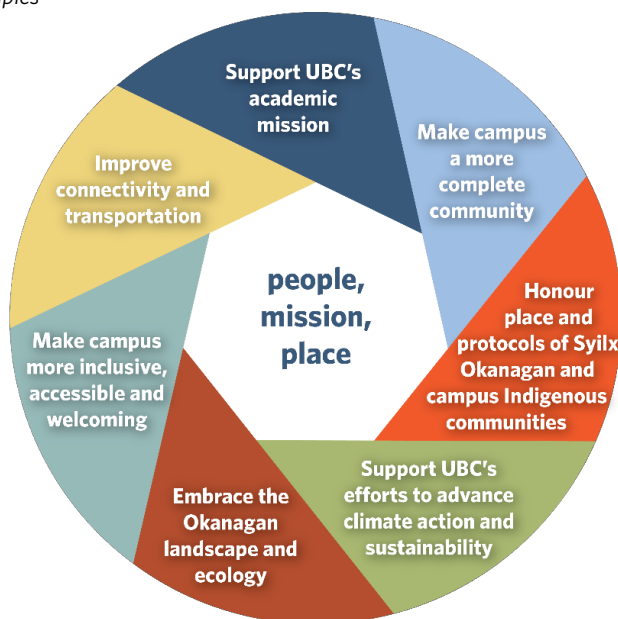 Support UBC's
academic
mission
Make campus
a more
complete
community
Honour
place and
protocols of Syilx
Okanagan and
campus Indigenous
communities
Support UBC's
efforts to advance
climate action and
sustainability
Embrace the
Okanagan
landscape and
ecology
Make campus
more inclusive,
accessible and
welcoming
Improve
connectivity and
transportation
people,
mission,
place